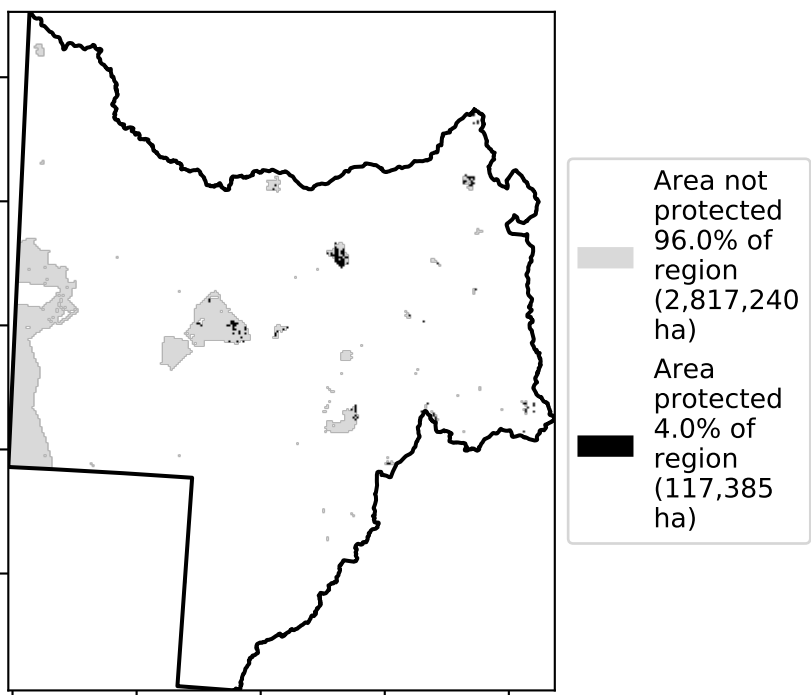 Area not
protected
96.0% of
region
(2,817,240
ha)
Area
protected
4.0% of
region
(117,385
ha)